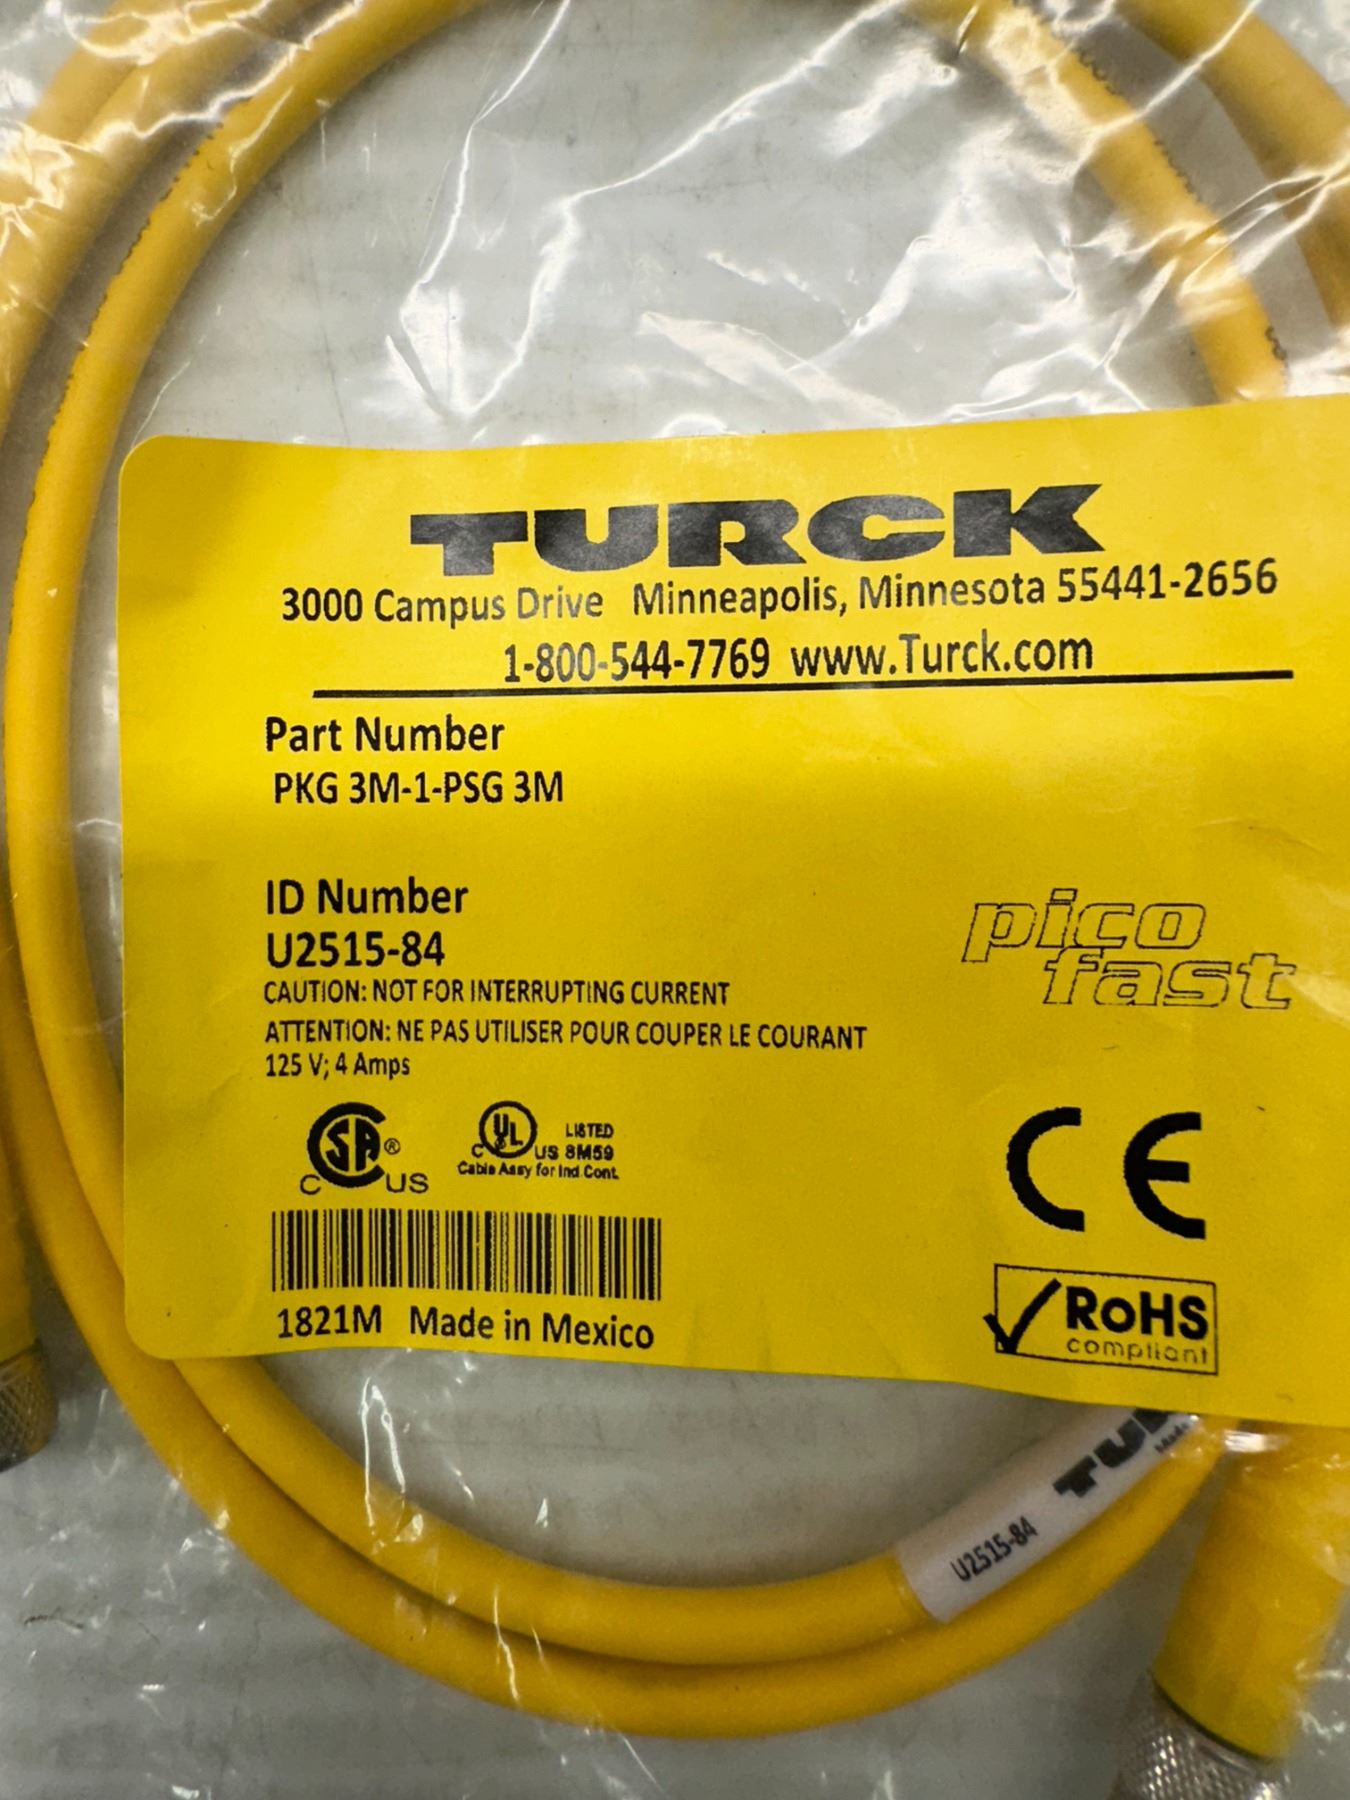 TURCK
3000 Campus Drive Minneapolis, Minnesota 55441-2656
1-800-544-7769 www.Turck.com
Part Number
PKG 3M-1-PSG 3M
ID Number
U2515-84
pico
fast
CAUTION: NOT FOR INTERRUPTING CURRENT
ATTENTION: NE PAS UTILISER POUR COUPER LE COURANT
125 V; 4 Amps
CSA® C US
C UL US LISTED 8M59
Cable Assy for Ind.Cont.
CE
1821M Made in Mexico
RoHS
compliant
U2515-84